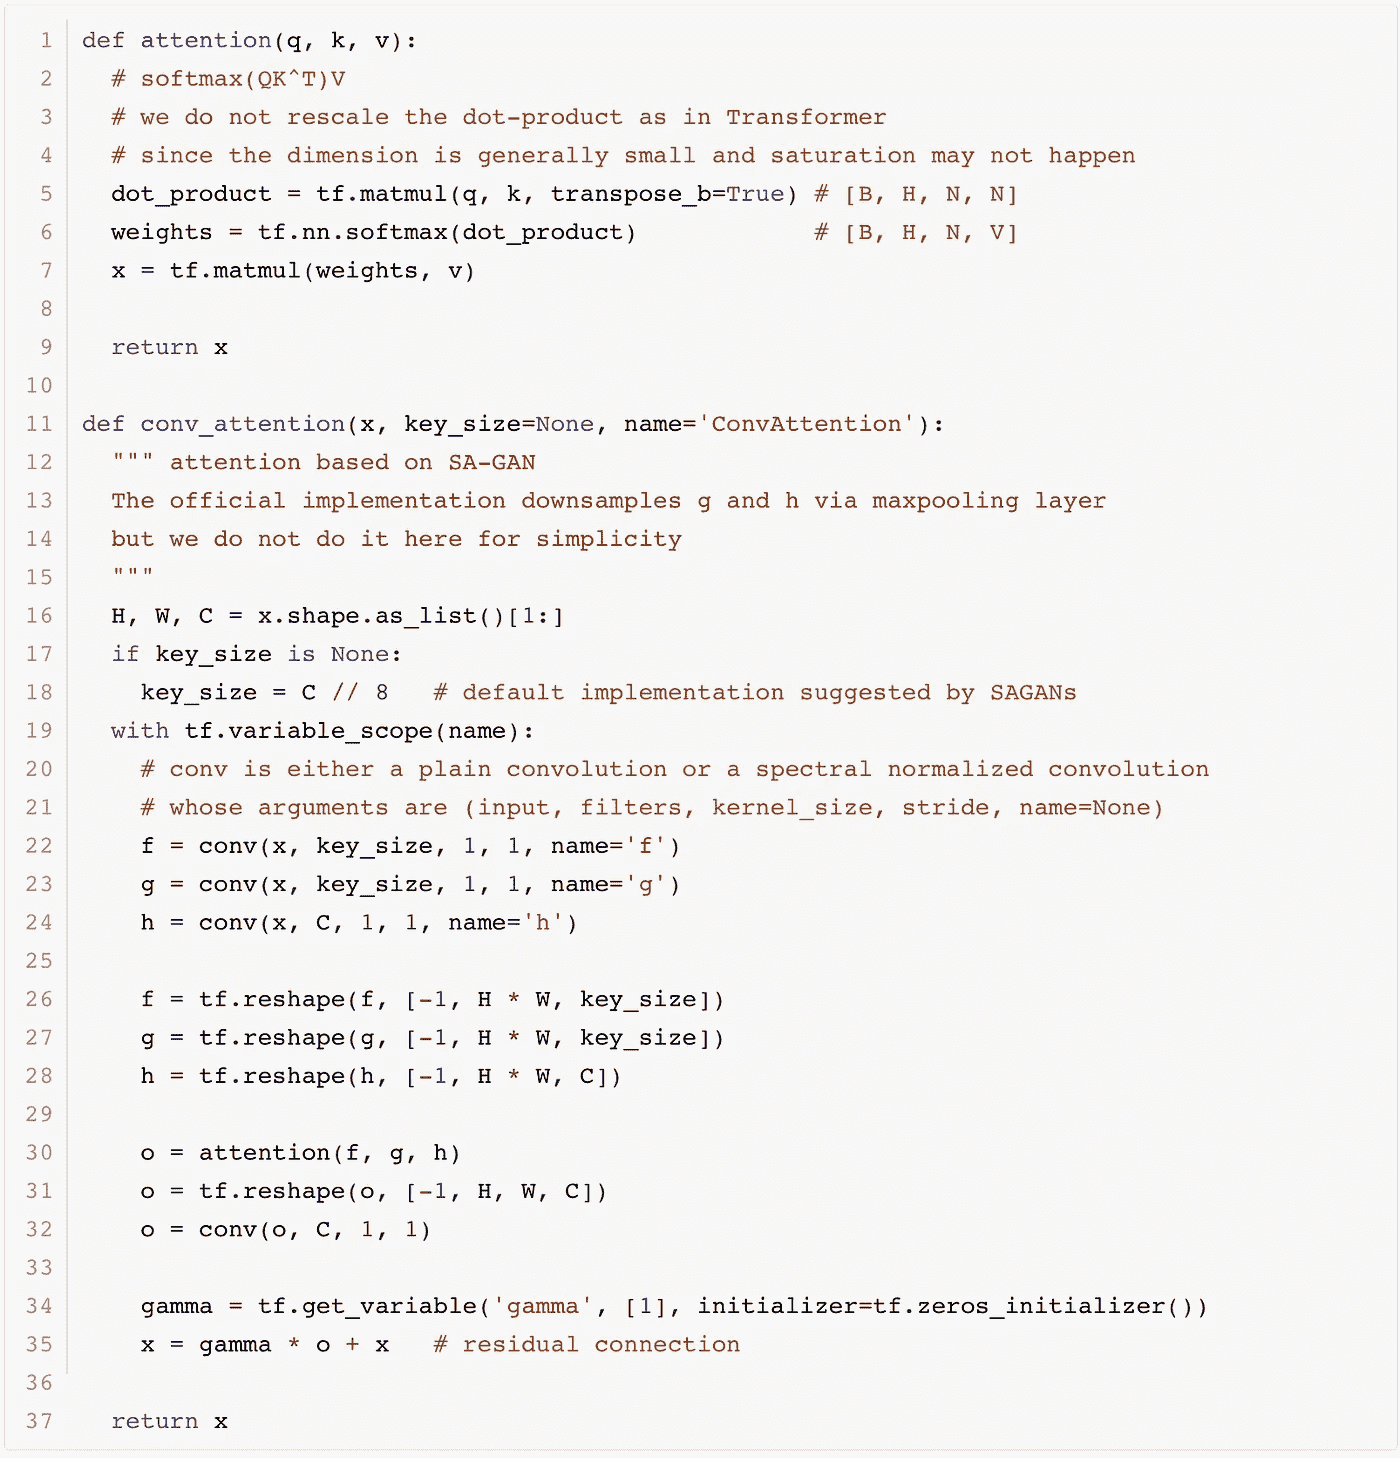 1 def attention(q, k, v):
2   # softmax(QK^T)V
3   # we do not rescale the dot-product as in Transformer
4   # since the dimension is generally small and saturation may not happen
5   dot_product = tf.matmul(q, k, transpose_b=True) # [B, H, N, N]
6   weights = tf.nn.softmax(dot_product)            # [B, H, N, V]
7   x = tf.matmul(weights, v)
8
9   return x
10
11 def conv_attention(x, key_size=None, name='ConvAttention'):
12   """ attention based on SA-GAN
13   The official implementation downsamples g and h via maxpooling layer
14   but we do not do it here for simplicity
15   """
16   H, W, C = x.shape.as_list()[1:]
17   if key_size is None:
18     key_size = C // 8   # default implementation suggested by SAGANs
19   with tf.variable_scope(name):
20     # conv is either a plain convolution or a spectral normalized convolution
21     # whose arguments are (input, filters, kernel_size, stride, name=None)
22     f = conv(x, key_size, 1, 1, name='f')
23     g = conv(x, key_size, 1, 1, name='g')
24     h = conv(x, C, 1, 1, name='h')
25
26     f = tf.reshape(f, [-1, H * W, key_size])
27     g = tf.reshape(g, [-1, H * W, key_size])
28     h = tf.reshape(h, [-1, H * W, C])
29
30     o = attention(f, g, h)
31     o = tf.reshape(o, [-1, H, W, C])
32     o = conv(o, C, 1, 1)
33
34     gamma = tf.get_variable('gamma', [1], initializer=tf.zeros_initializer())
35     x = gamma * o + x   # residual connection
36
37   return x